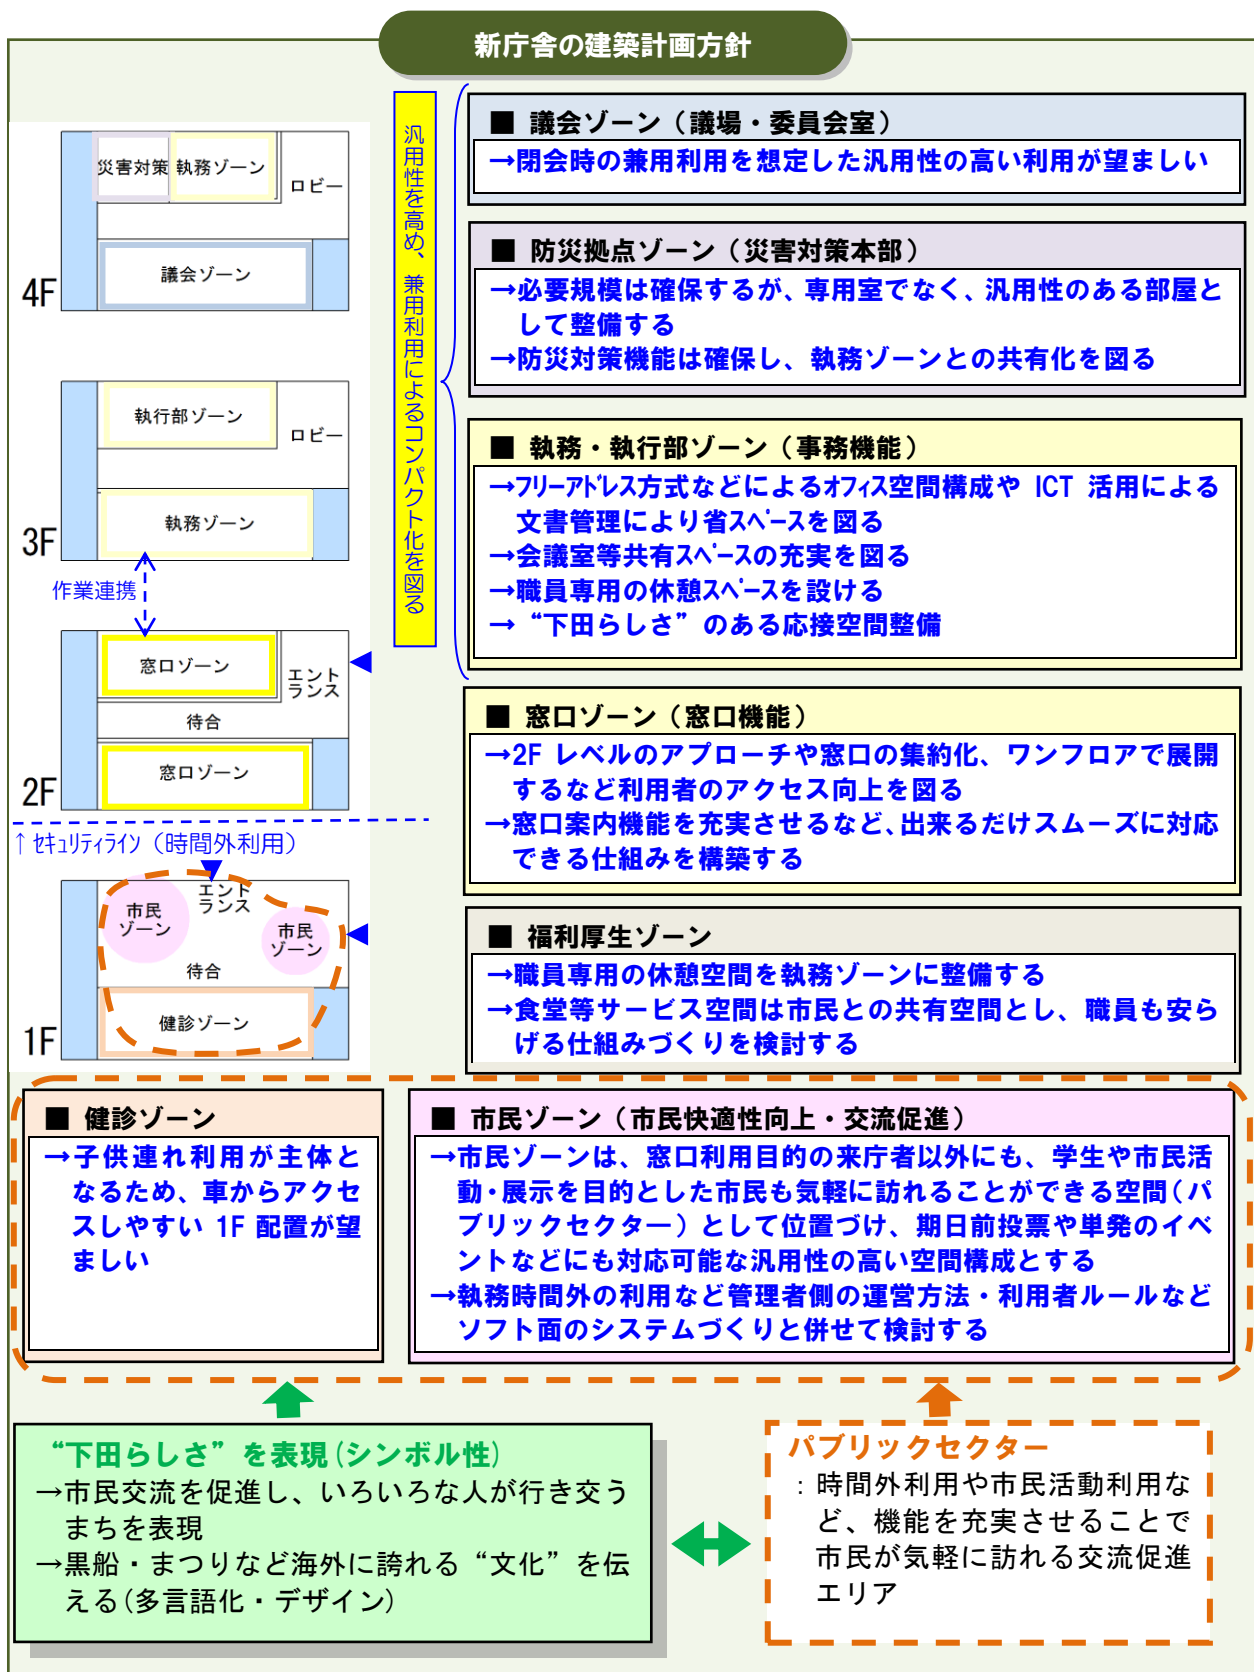 新庁舎の建築計画方針
汎用性を高め、兼用利用によるコンパクト化を図る
災害対策
執務ゾーン
ロビー
議会ゾーン
4F
執行部ゾーン
ロビー
執務ゾーン
3F
作業連携
窓口ゾーン
エント
ランス
待合
窓口ゾーン
2F
↑セキュリティライン（時間外利用）
市民
ゾーン
エント
ランス
市民
ゾーン
待合
健診ゾーン
1F
■ 議会ゾーン（議場・委員会室）
→閉会時の兼用利用を想定した汎用性の高い利用が望ましい
■ 防災拠点ゾーン（災害対策本部）
→必要規模は確保するが、専用室でなく、汎用性のある部屋と
して整備する
→防災対策機能は確保し、執務ゾーンとの共有化を図る
■ 執務・執行部ゾーン（事務機能）
→フリーアドレス方式などによるオフィス空間構成や ICT 活用による
文書管理により省スペースを図る
→会議室等共有スペースの充実を図る
→職員専用の休憩スペースを設ける
→“下田らしさ”のある応接空間整備
■ 窓口ゾーン（窓口機能）
→2F レベルのアプローチや窓口の集約化、ワンフロアで展開
するなど利用者のアクセス向上を図る
→窓口案内機能を充実させるなど、出来るだけスムーズに対応
できる仕組みを構築する
■ 福利厚生ゾーン
→職員専用の休憩空間を執務ゾーンに整備する
→食堂等サービス空間は市民との共有空間とし、職員も安ら
げる仕組みづくりを検討する
■ 健診ゾーン
→子供連れ利用が主体と
なるため、車からアクセ
スしやすい 1F 配置が望
ましい
■ 市民ゾーン（市民快適性向上・交流促進）
→市民ゾーンは、窓口利用目的の来庁者以外にも、学生や市民活
動・展示を目的とした市民も気軽に訪れることができる空間（パ
ブリックセクター）として位置づけ、期日前投票や単発のイベ
ントなどにも対応可能な汎用性の高い空間構成とする
→執務時間外の利用など管理者側の運営方法・利用者ルールなど
ソフト面のシステムづくりと併せて検討する
“下田らしさ”を表現(シンボル性)
→市民交流を促進し、いろいろな人が行き交う
まちを表現
→黒船・まつりなど海外に誇れる“文化”を伝
える(多言語化・デザイン)
パブリックセクター
：時間外利用や市民活動利用な
ど、機能を充実させることで
市民が気軽に訪れる交流促進
エリア